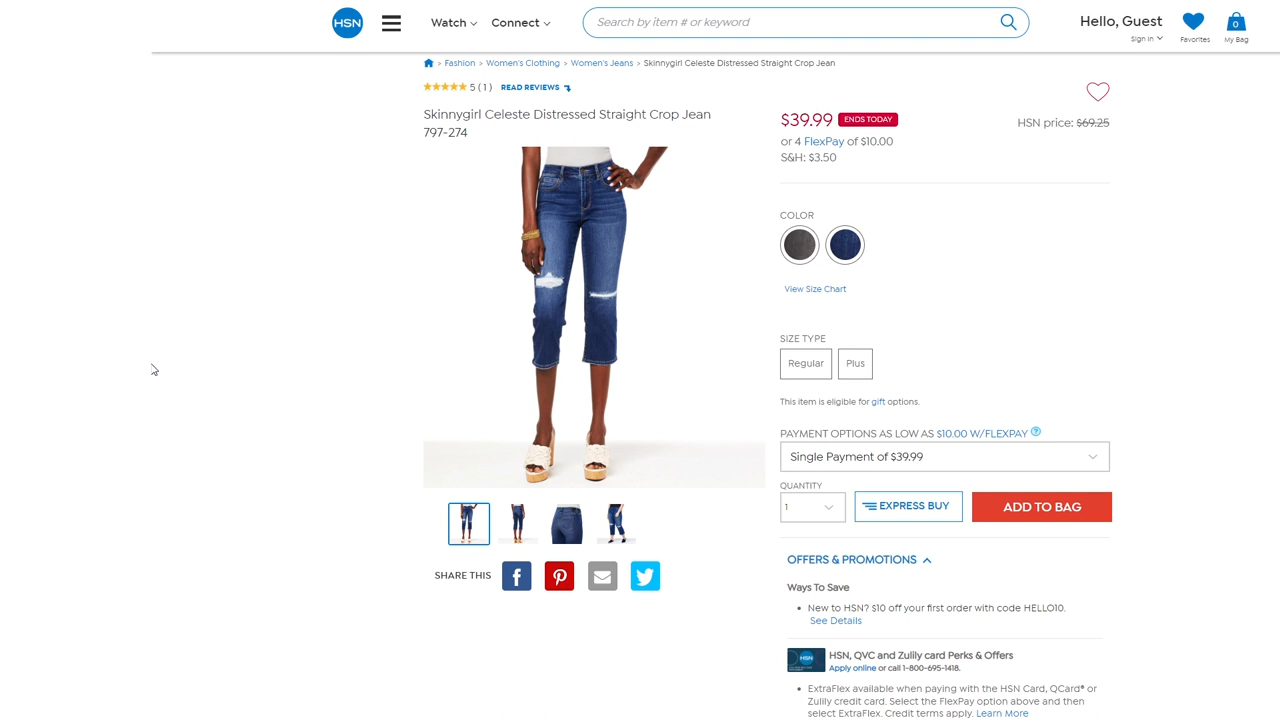 HSN
Watch
Connect
Search by item # or keyword
Hello, Guest
Sign In
Favorites
0
My Bag
> Fashion > Women's Clothing > Women's Jeans > Skinnygirl Celeste Distressed Straight Crop Jean
5 (1) READ REVIEWS
Skinnygirl Celeste Distressed Straight Crop Jean
797-274
$39.99 ENDS TODAY
HSN price: $69.25
or 4 FlexPay of $10.00
S&H: $3.50
COLOR
View Size Chart
SIZE TYPE
Regular
Plus
This item is eligible for gift options.
PAYMENT OPTIONS AS LOW AS $10.00 W/FLEXPAY ?
Single Payment of $39.99
QUANTITY
1
EXPRESS BUY
ADD TO BAG
SHARE THIS
OFFERS & PROMOTIONS
Ways To Save
• New to HSN? $10 off your first order with code HELLO10.
See Details
HSN
HSN, QVC and Zulily card Perks & Offers
Apply online or call 1-800-695-1418.
• ExtraFlex available when paying with the HSN Card, QCard® or
Zulily credit card. Select the FlexPay option above and then
select ExtraFlex. Credit terms apply. Learn More